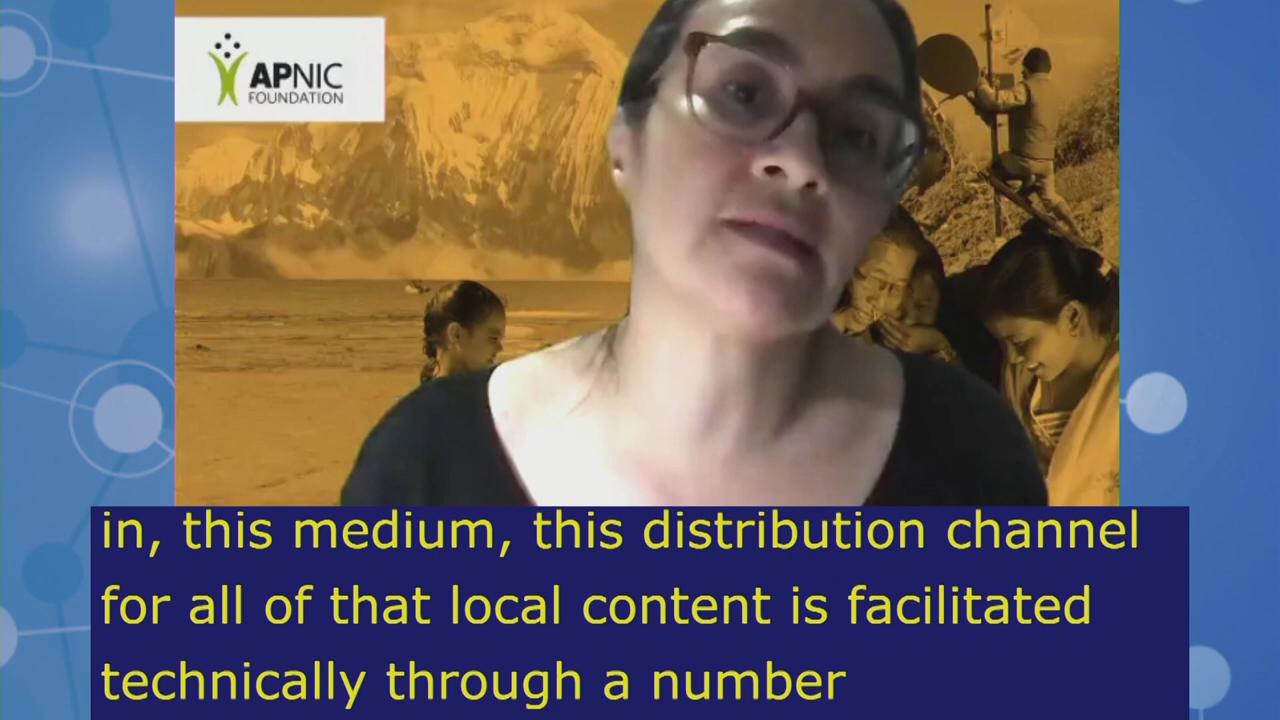 APNIC
FOUNDATION
in, this medium, this distribution channel
for all of that local content is facilitated
technically through a number